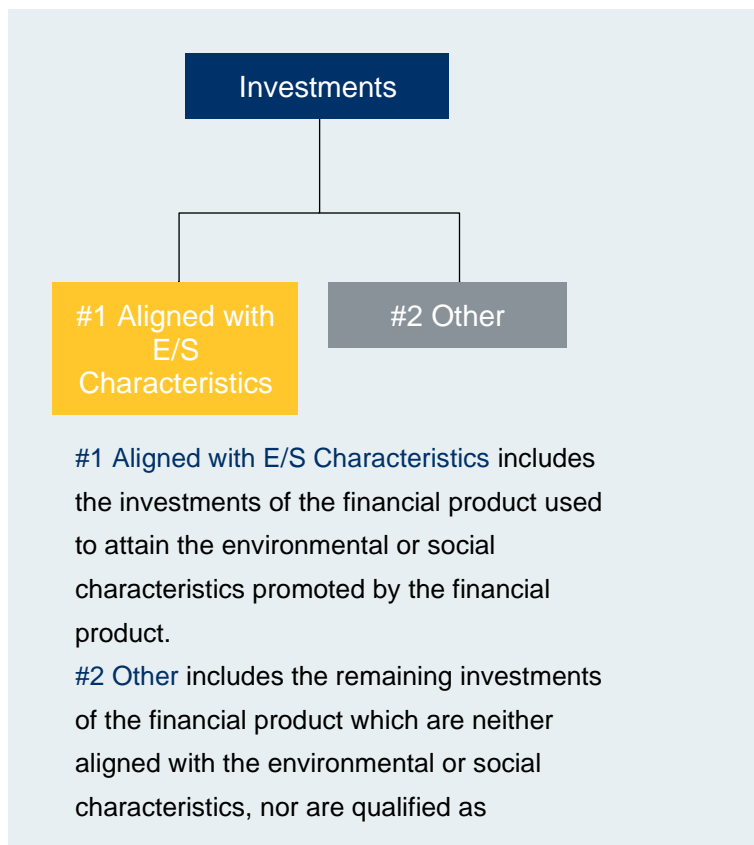 Investments
#1 Aligned with
E/S
Characteristics
#2 Other
#1 Aligned with E/S Characteristics includes
the investments of the financial product used
to attain the environmental or social
characteristics promoted by the financial
product.
#2 Other includes the remaining investments
of the financial product which are neither
aligned with the environmental or social
characteristics, nor are qualified as